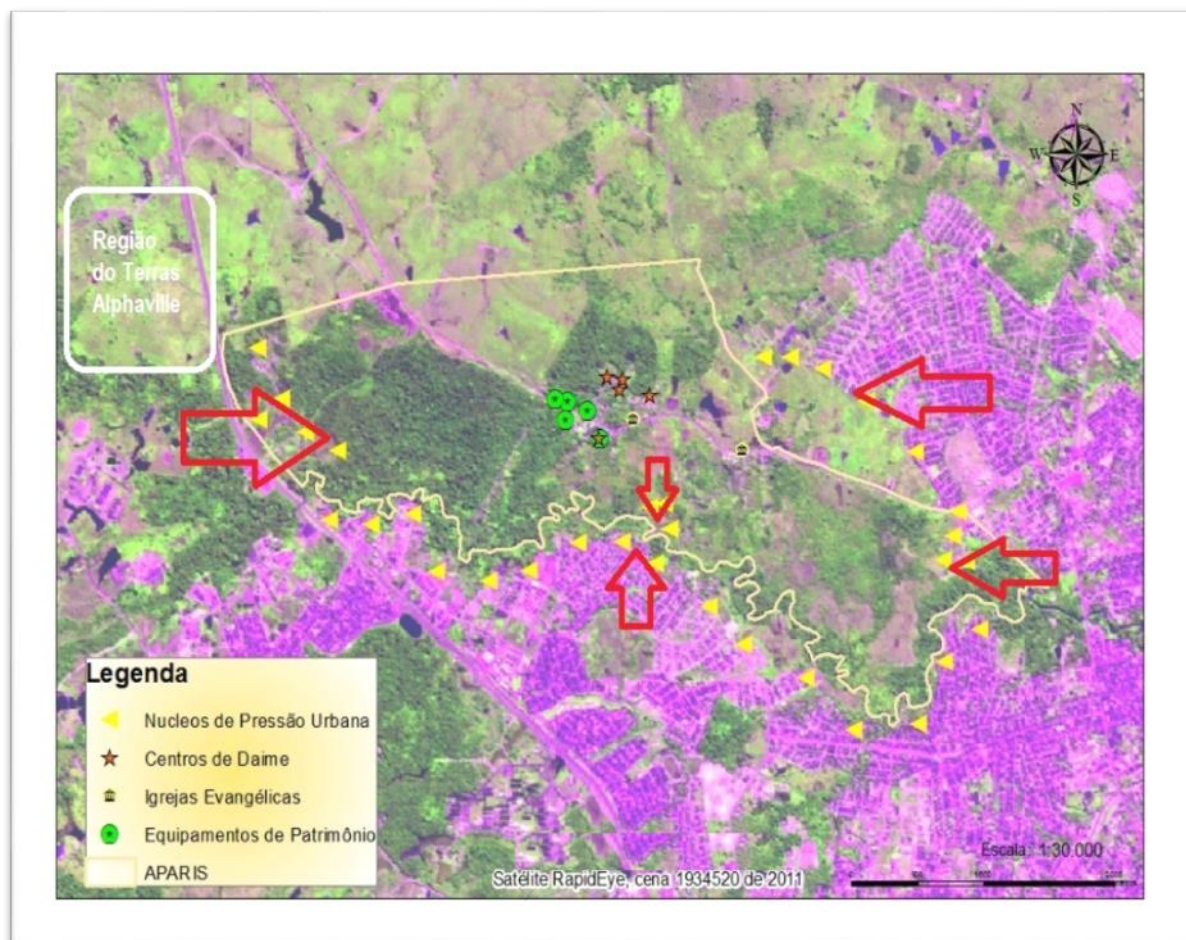 N
W E
S
Região
do Terras
Alphaville
Legenda
Nucleos de Pressão Urbana
Centros de Daime
Igrejas Evangélicas
Equipamentos de Patrimônio
APARIS
Escala: 1:30.000
Satélite RapidEye, cena 1934520 de 2011